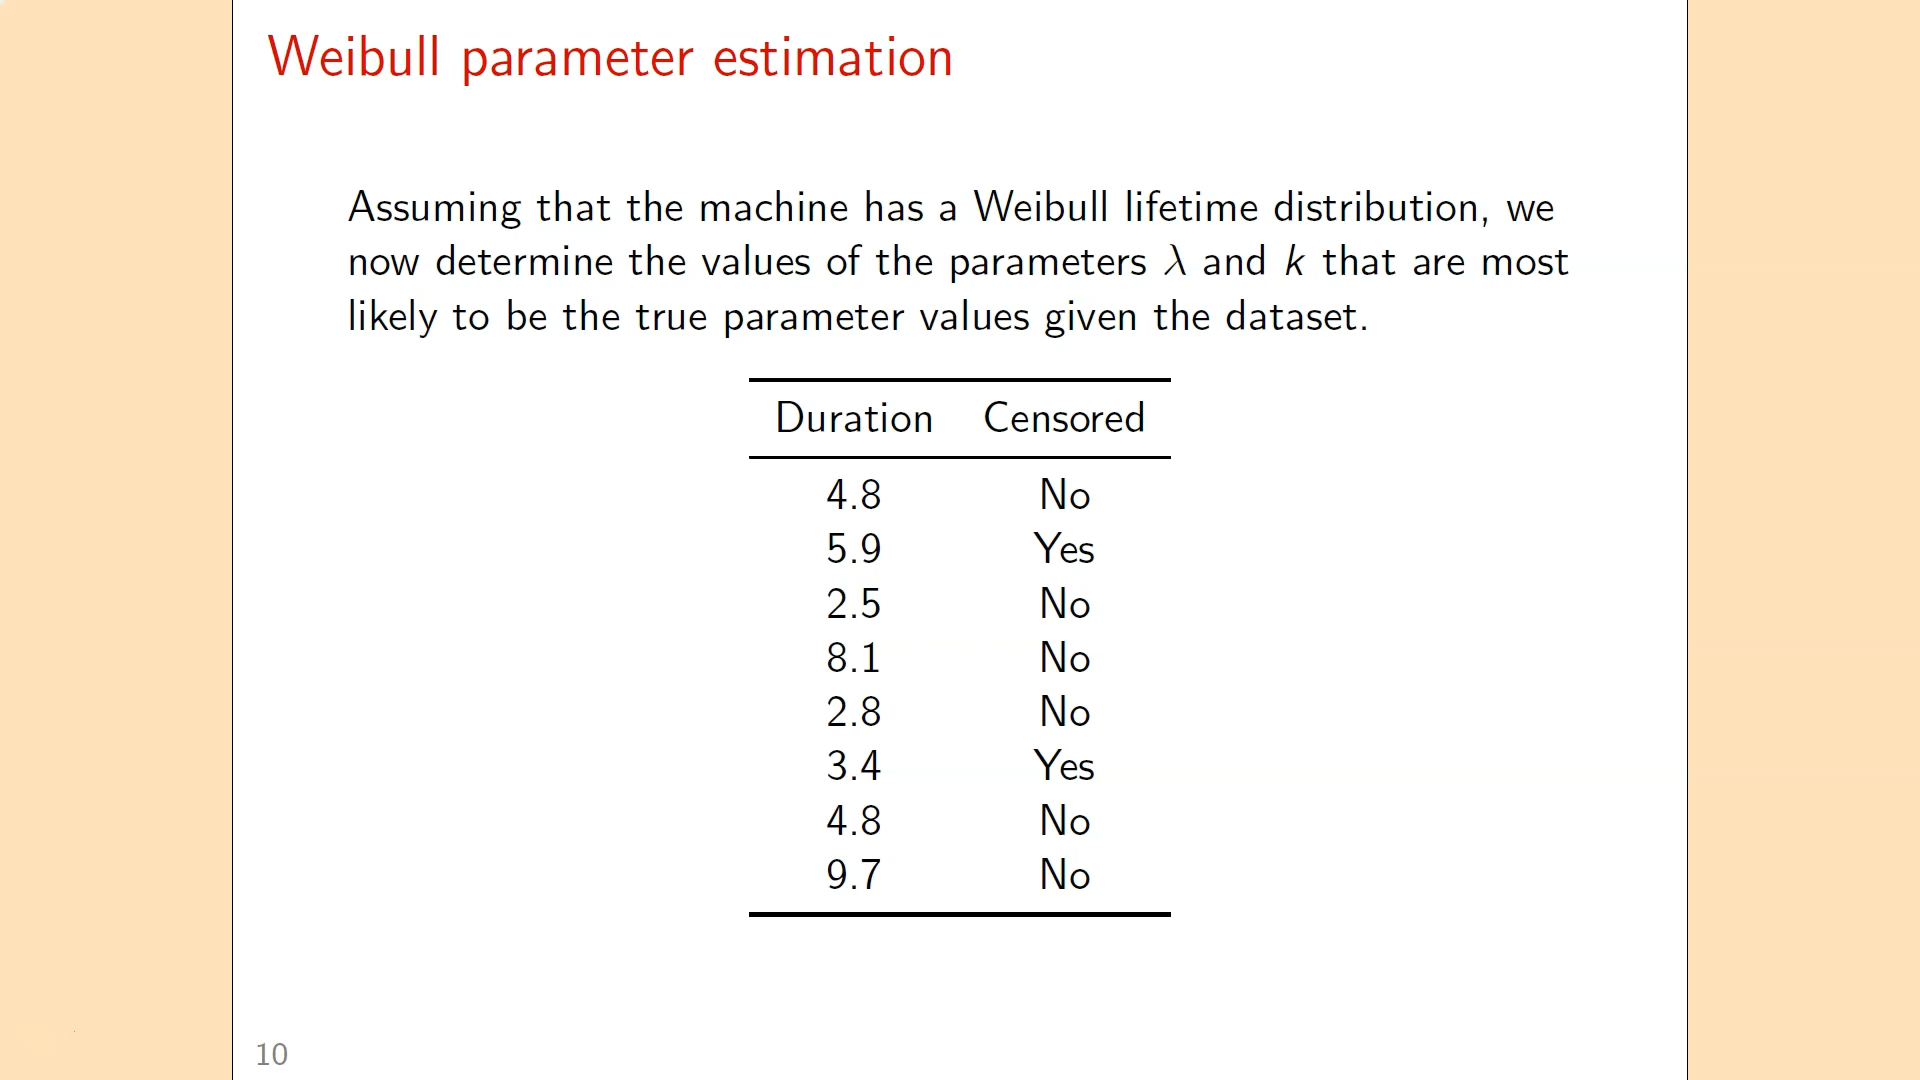 Weibull parameter estimation
Assuming that the machine has a Weibull lifetime distribution, we
now determine the values of the parameters λ and k that are most
likely to be the true parameter values given the dataset.
Duration Censored
4.8 No
5.9 Yes
2.5 No
8.1 No
2.8 No
3.4 Yes
4.8 No
9.7 No
10